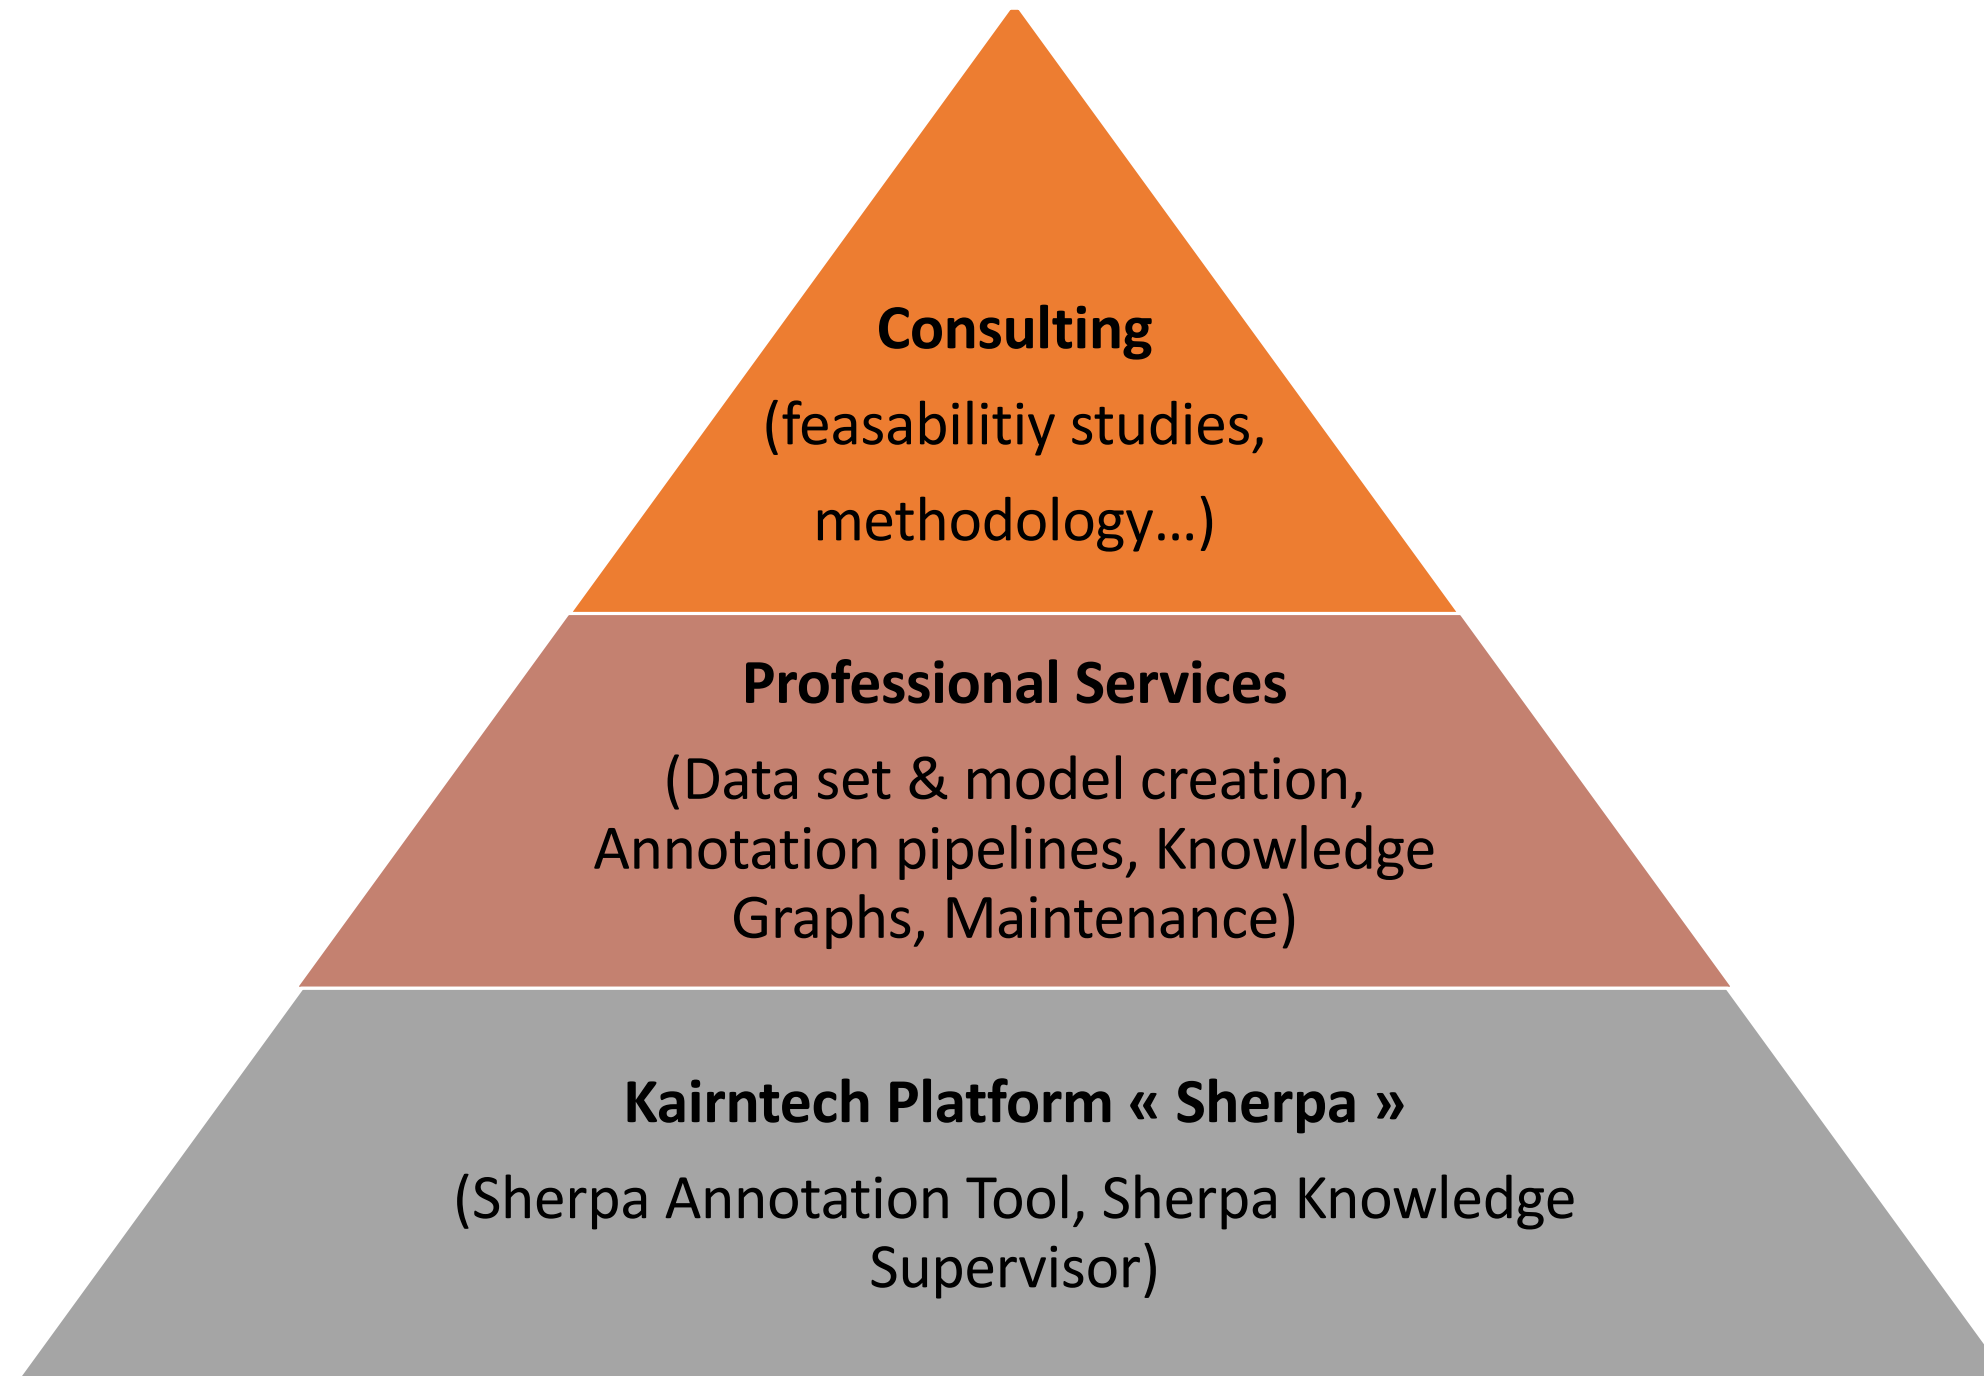 Consulting
(feasabilitiy studies,
methodology…)
Professional Services
(Data set & model creation,
Annotation pipelines, Knowledge
Graphs, Maintenance)
Kairntech Platform « Sherpa »
(Sherpa Annotation Tool, Sherpa Knowledge
Supervisor)